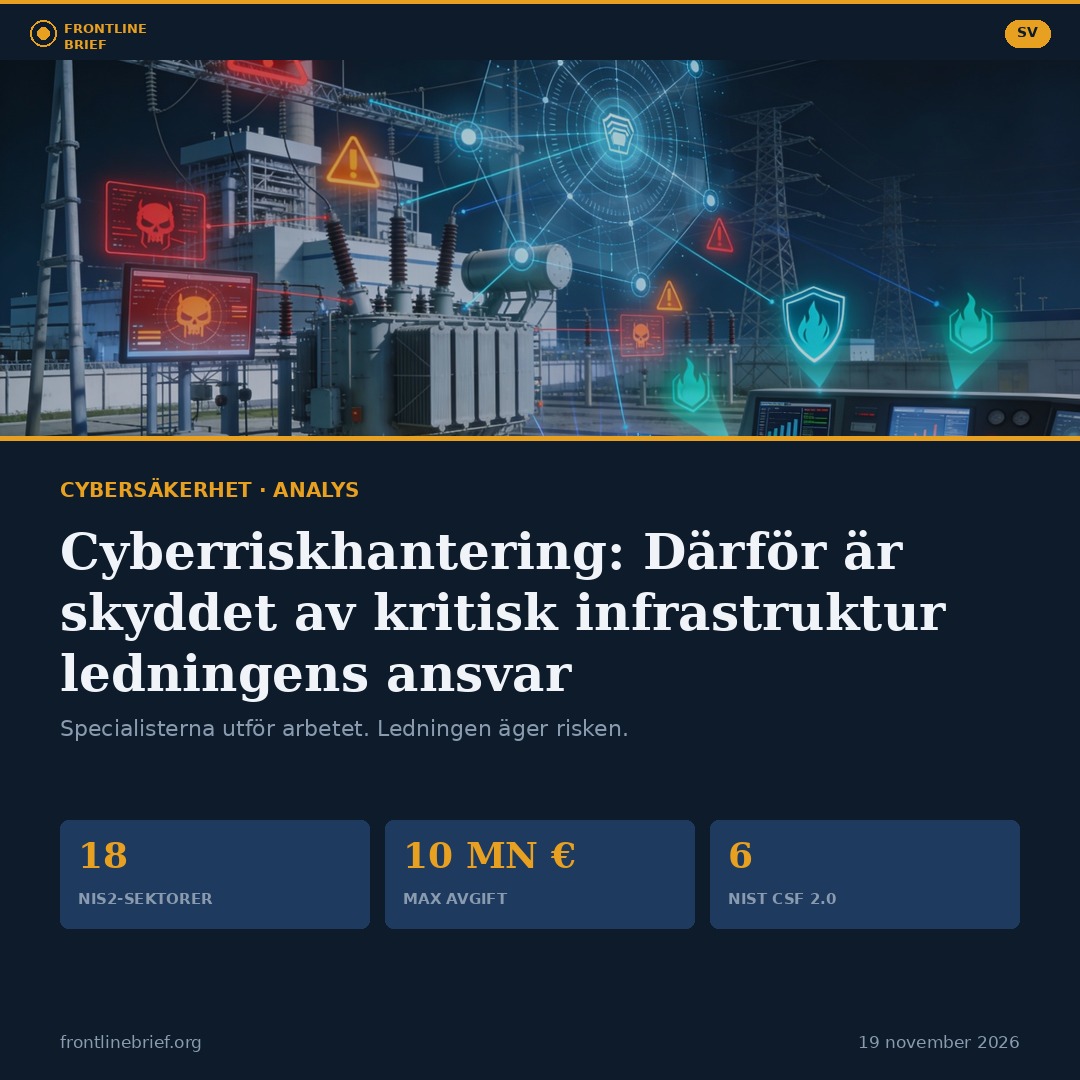 FRONTLINE
BRIEF
SV
CYBERSÄKERHET · ANALYS
Cyberriskhantering: Därför är
skyddet av kritisk infrastruktur
ledningens ansvar
Specialisterna utför arbetet. Ledningen äger risken.
18
NIS2-SEKTORER
10 MN €
MAX AVGIFT
6
NIST CSF 2.0
frontlinebrief.org
19 november 2026